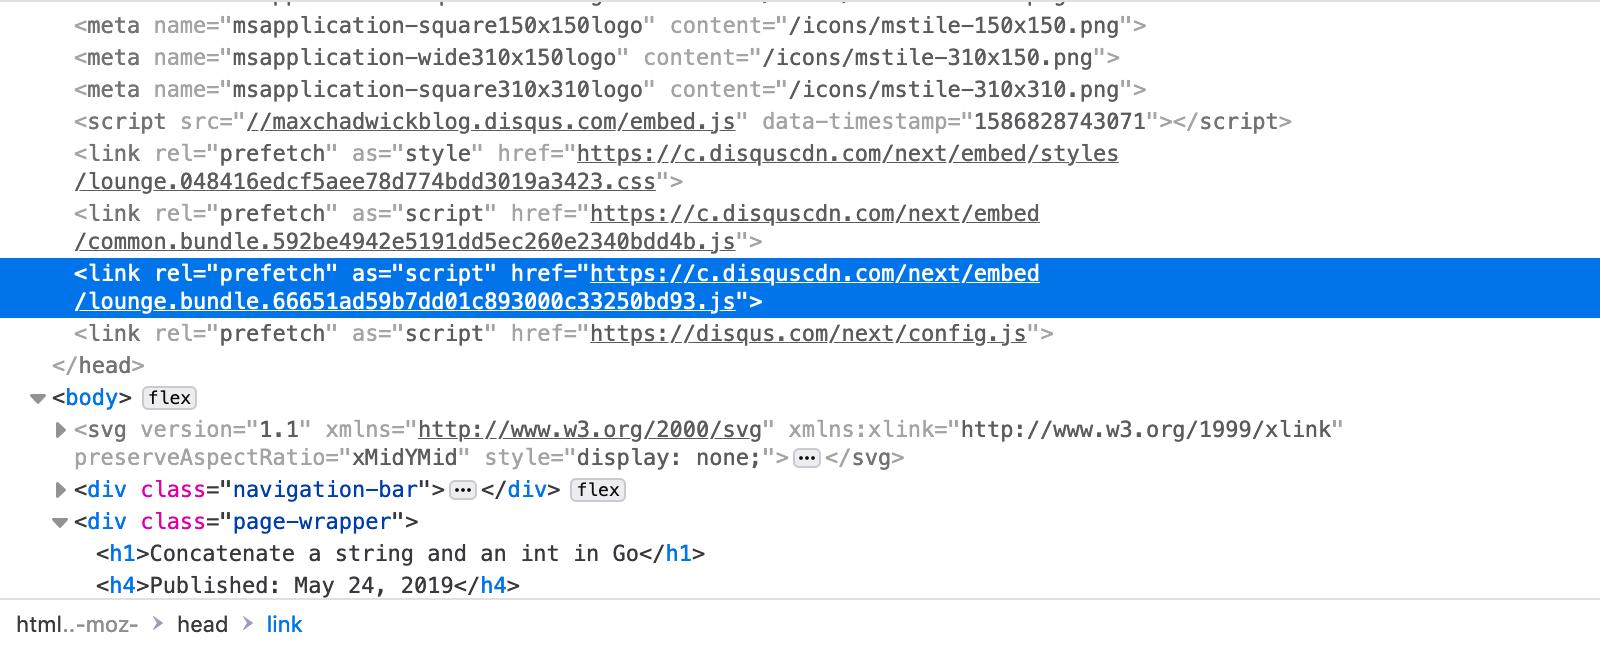 <meta name="msapplication-square150x150logo" content="/icons/mstile-150x150.png">
<meta name="msapplication-wide310x150logo" content="/icons/mstile-310x150.png">
<meta name="msapplication-square310x310logo" content="/icons/mstile-310x310.png">
<script src="//maxchadwickblog.disqus.com/embed.js" data-timestamp="1586828743071"></script>
<link rel="prefetch" as="style" href="https://c.disquscdn.com/next/embed/styles
/lounge.048416edcf5aee78d774bdd3019a3423.css">
<link rel="prefetch" as="script" href="https://c.disquscdn.com/next/embed
/common.bundle.592be4942e5191dd5ec260e2340bdd4b.js">
<link rel="prefetch" as="script" href="https://c.disquscdn.com/next/embed
/lounge.bundle.66651ad59b7dd01c893000c33250bd93.js">
<link rel="prefetch" as="script" href="https://disqus.com/next/config.js">
</head>
<body> flex
<svg version="1.1" xmlns="http://www.w3.org/2000/svg" xmlns:xlink="http://www.w3.org/1999/xlink"
preserveAspectRatio="xMidYMid" style="display: none;">…</svg>
<div class="navigation-bar">…</div> flex
<div class="page-wrapper">
<h1>Concatenate a string and an int in Go</h1>
<h4>Published: May 24, 2019</h4>
html..-moz- > head > link